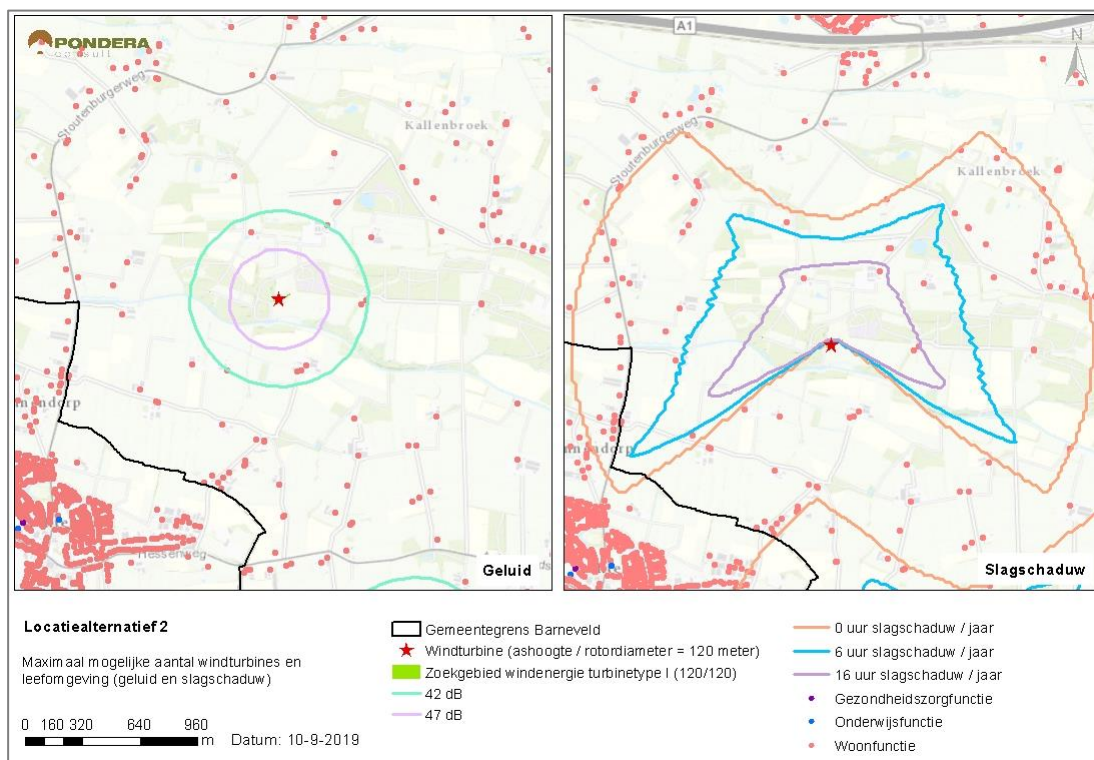 PONDERA
consult
Stoutenburgerweg
Kallenbroek
Hessenweg
Geluid
A1
N
Stoutenburgerweg
Kallenbroek
Slagschaduw
Locatiealternatief 2
Maximaal mogelijke aantal windturbines en
leefomgeving (geluid en slagschaduw)
0 160 320 640 960
m
Datum: 10-9-2019
Gemeentegrens Barneveld
Windturbine (ashoogte / rotordiameter = 120 meter)
Zoekgebied windenergie turbinetype I (120/120)
42 dB
47 dB
0 uur slagschaduw / jaar
6 uur slagschaduw / jaar
16 uur slagschaduw / jaar
Gezondheidszorgfunctie
Onderwijsfunctie
Woonfunctie